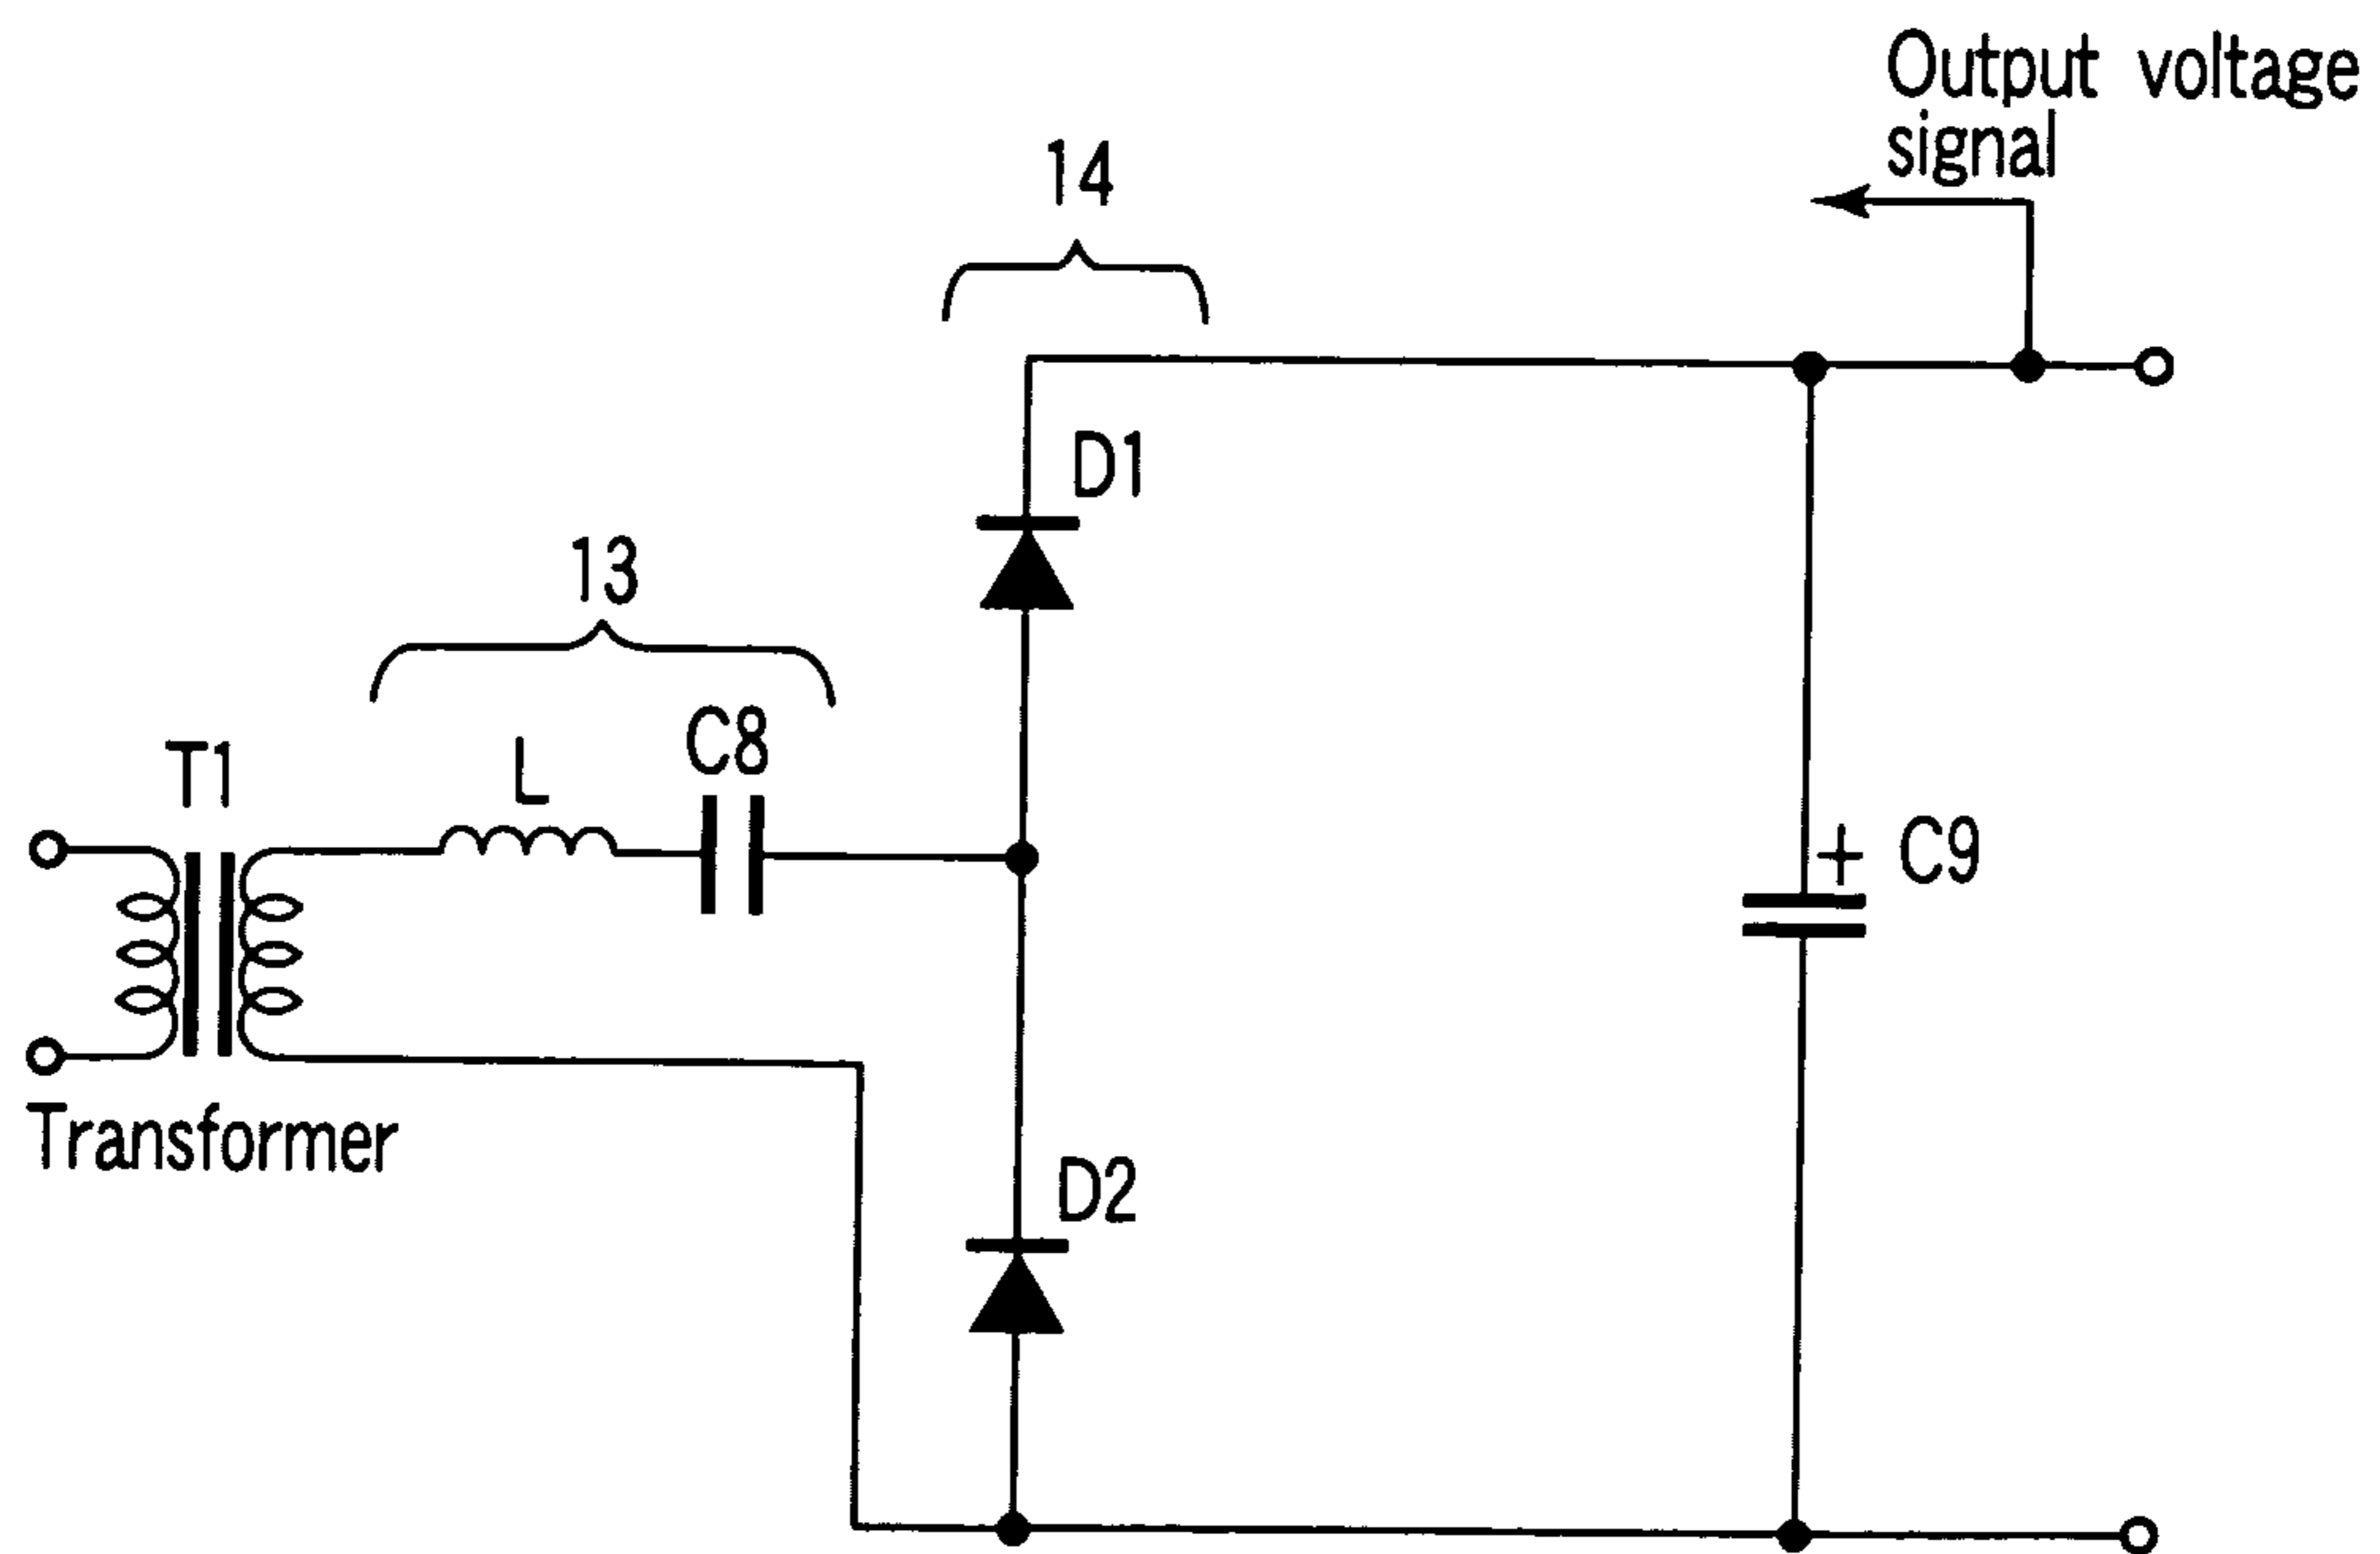 Output voltage
signal
14
D1
13
C8
L
T1
+ C9
Transformer
D2